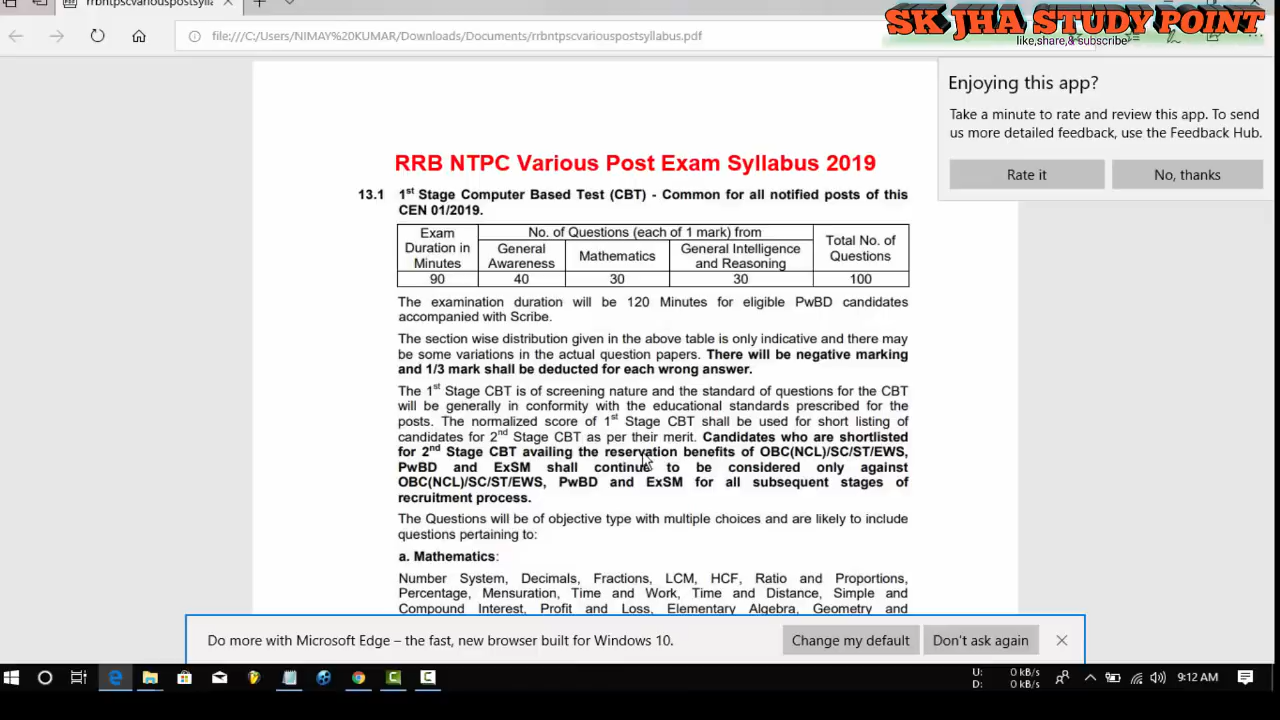 rrbntpscvariouspostsylla
SK JHA STUDY POINT
like,share,& subscribe
file:///C:/Users/NIMAY%20KUMAR/Downloads/Documents/rrbntpscvariouspostsyllabus.pdf
Enjoying this app?
Take a minute to rate and review this app. To send
us more detailed feedback, use the Feedback Hub.
Rate it
No, thanks
RRB NTPC Various Post Exam Syllabus 2019
13.1 1st Stage Computer Based Test (CBT) - Common for all notified posts of this
CEN 01/2019.
Exam Duration in Minutes
No. of Questions (each of 1 mark) from
Total No. of Questions
General Awareness
Mathematics
General Intelligence and Reasoning
90 40 30 30 100
The examination duration will be 120 Minutes for eligible PwBD candidates
accompanied with Scribe.
The section wise distribution given in the above table is only indicative and there may
be some variations in the actual question papers. There will be negative marking
and 1/3 mark shall be deducted for each wrong answer.
The 1st Stage CBT is of screening nature and the standard of questions for the CBT
will be generally in conformity with the educational standards prescribed for the
posts. The normalized score of 1st Stage CBT shall be used for short listing of
candidates for 2nd Stage CBT as per their merit. Candidates who are shortlisted
for 2nd Stage CBT availing the reservation benefits of OBC(NCL)/SC/ST/EWS,
PwBD and ExSM shall continue to be considered only against
OBC(NCL)/SC/ST/EWS, PwBD and ExSM for all subsequent stages of
recruitment process.
The Questions will be of objective type with multiple choices and are likely to include
questions pertaining to:
a. Mathematics:
Number System, Decimals, Fractions, LCM, HCF, Ratio and Proportions,
Percentage, Mensuration, Time and Work, Time and Distance, Simple and
Compound Interest, Profit and Loss, Elementary Algebra, Geometry and
Do more with Microsoft Edge – the fast, new browser built for Windows 10.
Change my default
Don't ask again
U: 0 kB/s
D: 0 kB/s
9:12 AM